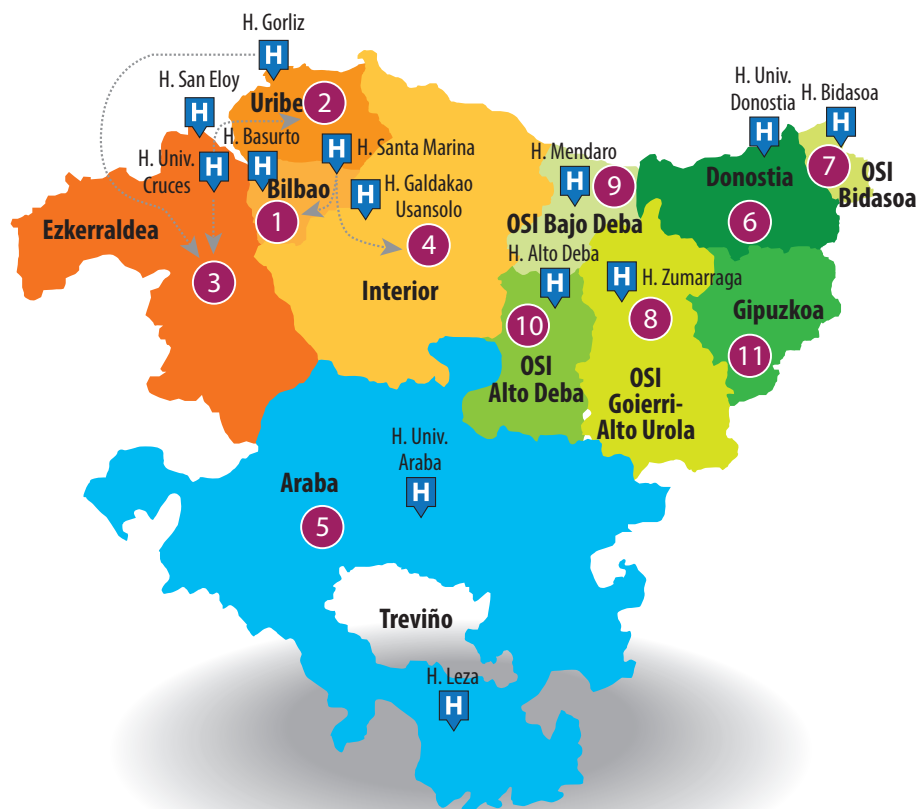 H. Gorliz
H
H. San Eloy
H
Uribe
2
H. Basurto
H
H. Univ.
Cruces
H
H
H. Santa Marina
Bilbao
1
H
H. Galdakao
Usansolo
Ezkerraldea
3
4
Interior
H. Mendaro
H
9
OSI Bajo Deba
H. Univ.
Donostia
H
H. Bidasoa
H
7
OSI
Bidasoa
Donostia
6
H. Alto Deba
H
10
OSI
Alto Deba
H
H. Zumarraga
8
OSI
Goierri-
Alto Urola
Gipuzkoa
11
H. Univ.
Araba
H
Araba
5
Treviño
H. Leza
H